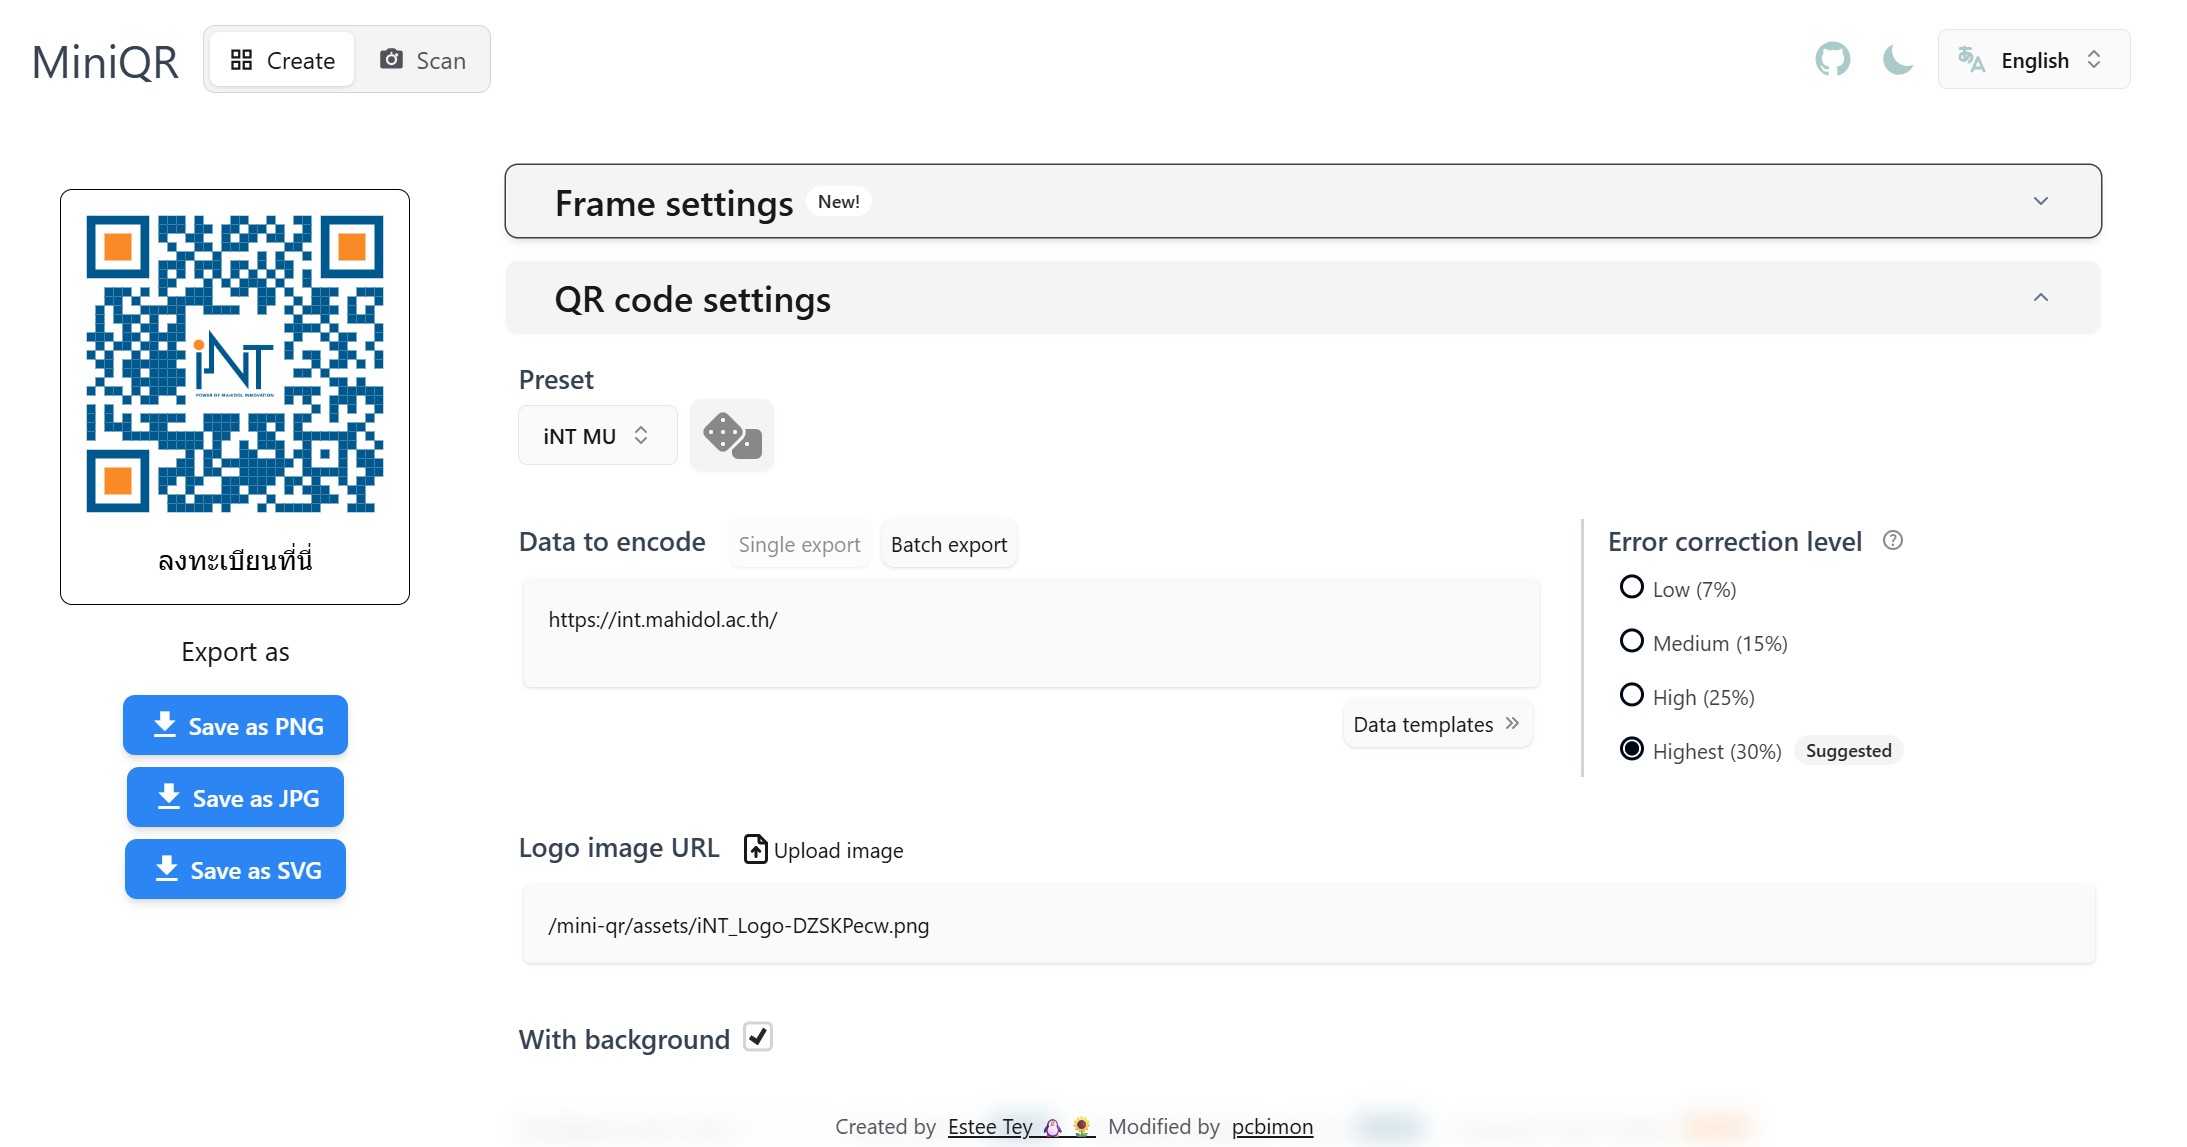 MiniQR
Create
Scan
English
Frame settings New!
QR code settings
iNT
POWER OF MAHIDOL INNOVATION
ลงทะเบียนที่นี่
Export as
Save as PNG
Save as JPG
Save as SVG
Preset
iNT MU
Data to encode
Single export
Batch export
https://int.mahidol.ac.th/
Data templates
Error correction level
Low (7%)
Medium (15%)
High (25%)
Highest (30%) Suggested
Logo image URL
Upload image
/mini-qr/assets/iNT_Logo-DZSKPecw.png
With background
Created by Estee Tey 🐧 🌻 Modified by pcbimon